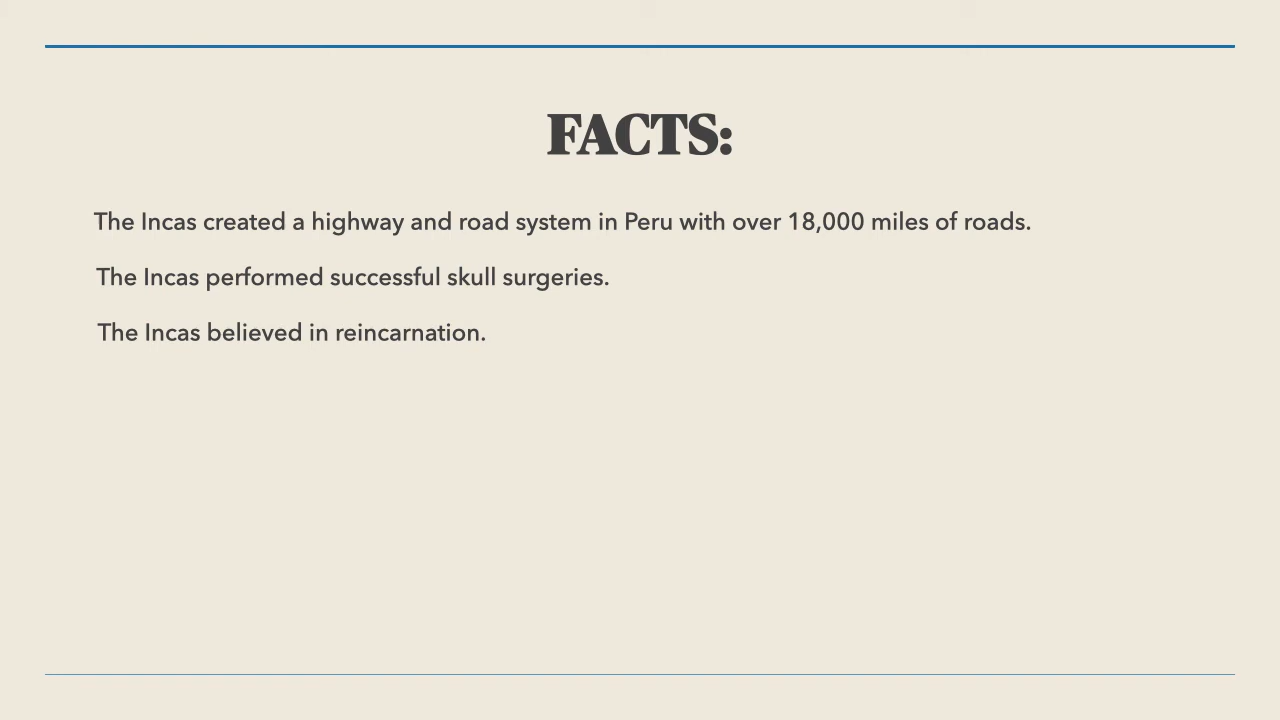 FACTS:
The Incas created a highway and road system in Peru with over 18,000 miles of roads.
The Incas performed successful skull surgeries.
The Incas believed in reincarnation.